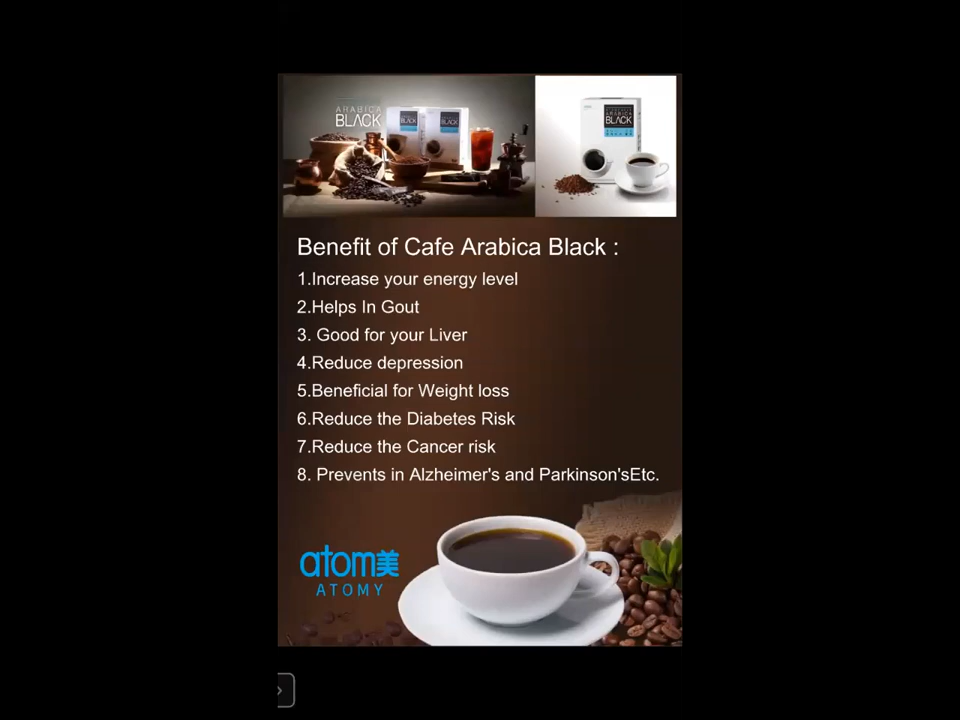 ARABICA
BLACK
ARABICA
BLACK
Benefit of Cafe Arabica Black :
1.Increase your energy level
2.Helps In Gout
3. Good for your Liver
4.Reduce depression
5.Beneficial for Weight loss
6.Reduce the Diabetes Risk
7.Reduce the Cancer risk
8. Prevents in Alzheimer's and Parkinson'sEtc.
atom美
ATOMY